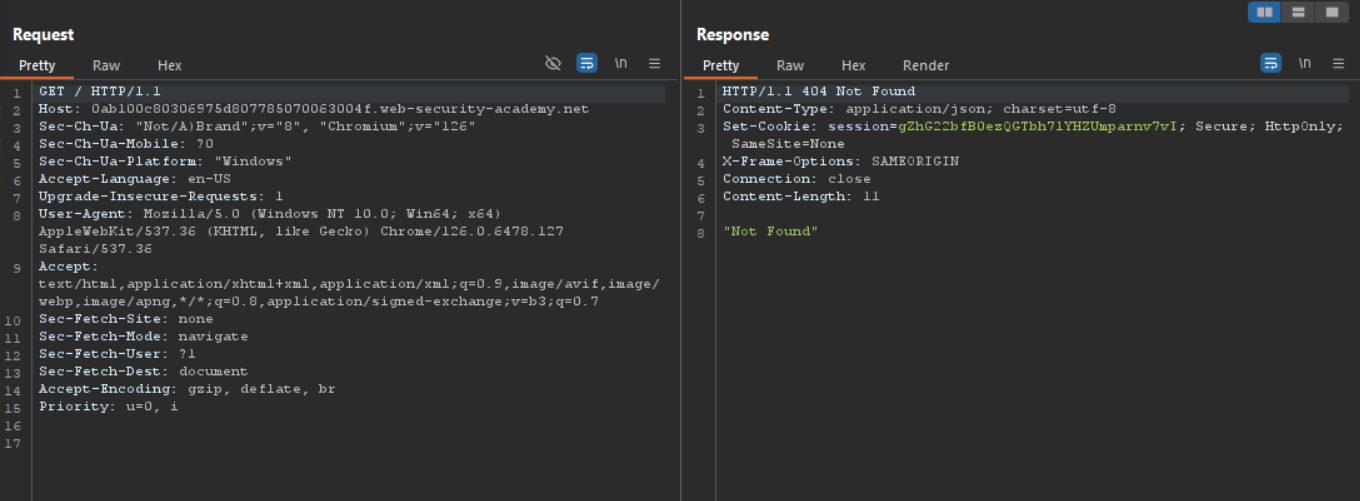 Request
Pretty Raw Hex \n
1 GET / HTTP/1.1
2 Host: 0ab100c80306975d807785070063004f.web-security-academy.net
3 Sec-Ch-Ua: "Not/A)Brand";v="8", "Chromium";v="126"
4 Sec-Ch-Ua-Mobile: ?0
5 Sec-Ch-Ua-Platform: "Windows"
6 Accept-Language: en-US
7 Upgrade-Insecure-Requests: 1
8 User-Agent: Mozilla/5.0 (Windows NT 10.0; Win64; x64)
AppleWebKit/537.36 (KHTML, like Gecko) Chrome/126.0.6478.127
Safari/537.36
9 Accept:
text/html,application/xhtml+xml,application/xml;q=0.9,image/avif,image/
webp,image/apng,*/*;q=0.8,application/signed-exchange;v=b3;q=0.7
10 Sec-Fetch-Site: none
11 Sec-Fetch-Mode: navigate
12 Sec-Fetch-User: ?1
13 Sec-Fetch-Dest: document
14 Accept-Encoding: gzip, deflate, br
15 Priority: u=0, i
16
17
Response
Pretty Raw Hex Render \n
1 HTTP/1.1 404 Not Found
2 Content-Type: application/json; charset=utf-8
3 Set-Cookie: session=gZhG22bfB0ezQGTbh7lYHZUmparnv7vI; Secure; HttpOnly;
SameSite=None
4 X-Frame-Options: SAMEORIGIN
5 Connection: close
6 Content-Length: 11
7
8 "Not Found"